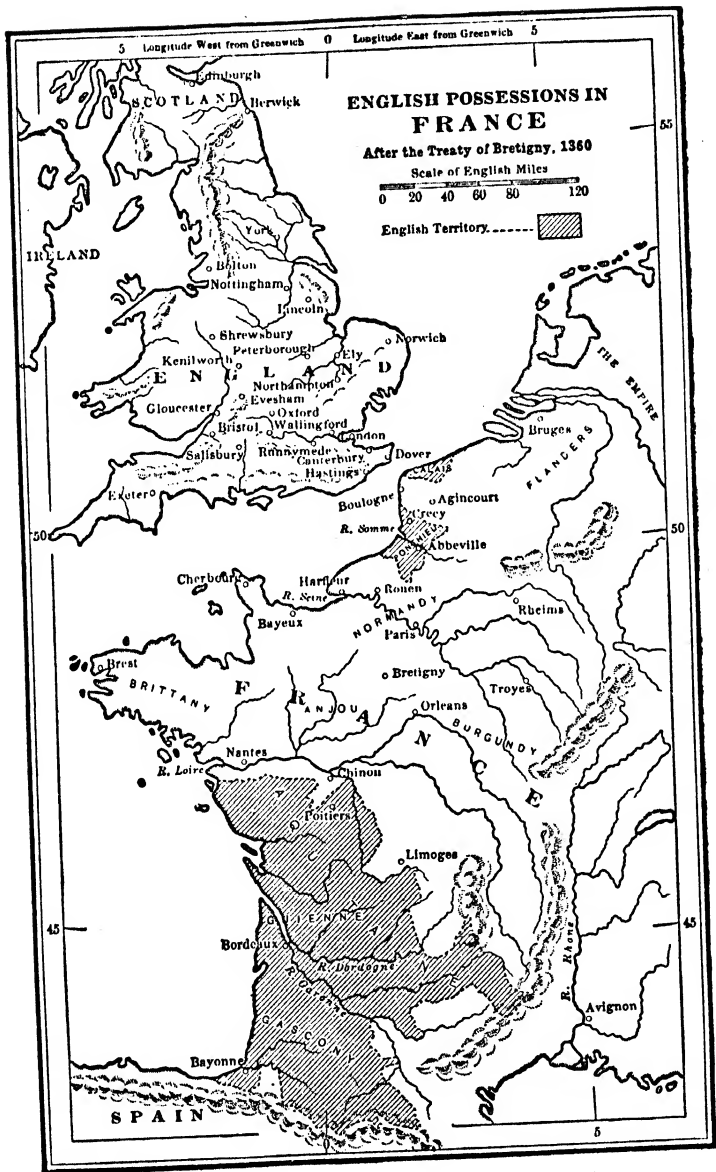 5 Longitude West from Greenwich 0 Longitude East from Greenwich 5
ENGLISH POSSESSIONS IN
FRANCE
After the Treaty of Bretigny, 1360
Scale of English Miles
0 20 40 60 80 120
English Territory
55
Edinburgh
SCOTLAND
Berwick
IRELAND
York
Bolton
Nottingham
Lincoln
Shrewsbury
Norwich
Peterborough
Ely
Kenilworth
ENGLAND
Northampton
Evesham
Gloucester
Oxford
Wallingford
Bristol
London
Runnymede
Salisbury
Canterbury
Dover
Hastings
Exeter
THE EMPIRE
Bruges
FLANDERS
CALAIS
Boulogne
Agincourt
Crecy
R. Somme
PONTHIEU
Abbeville
50
50
Cherbourg
Harfleur
R. Seine
Rouen
Bayeux
NORMANDY
Rheims
Paris
Brest
BRITTANY
Bretigny
FRANCE
Troyes
ANJOU
Orleans
BURGUNDY
Nantes
R. Loire
Chinon
Poitiers
Limoges
GUIENNE
45
45
Bordeaux
R. Dordogne
R. Garonne
R. Rhone
GASCONY
Avignon
Bayonne
SPAIN
0
5